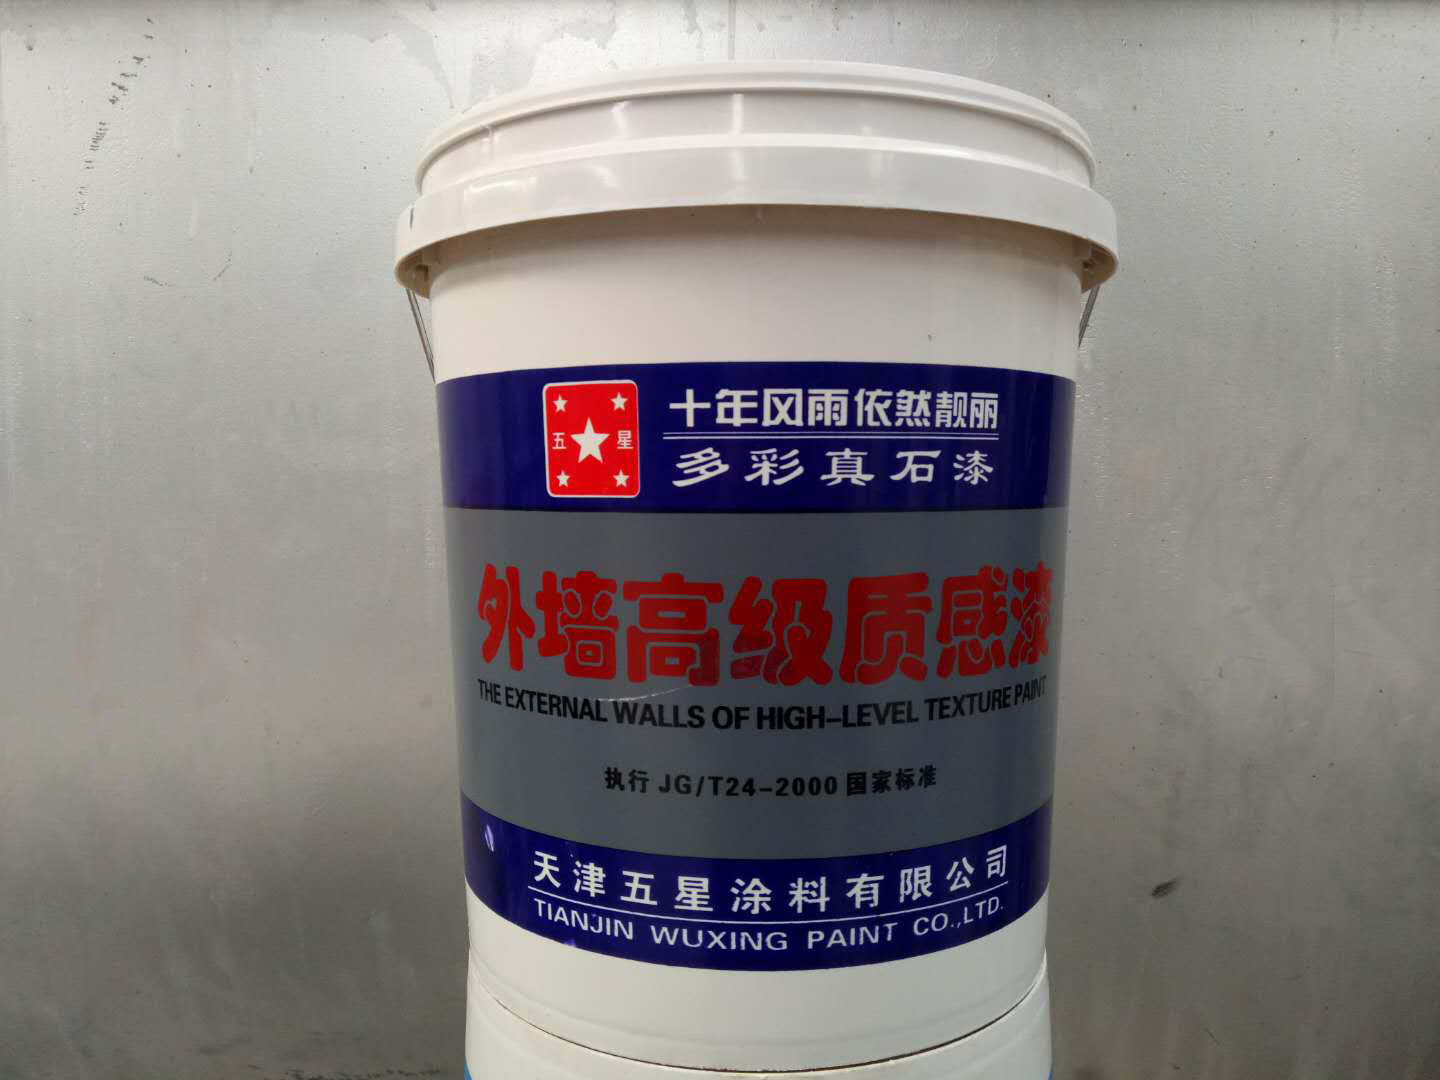 五星
十年风雨依然靓丽
多彩真石漆
外墙高级质感漆
THE EXTERNAL WALLS OF HIGH-LEVEL TEXTURE PAINT
执行 JG/T24-2000 国家标准
天津五星涂料有限公司
TIANJIN WUXING PAINT CO.,LTD.